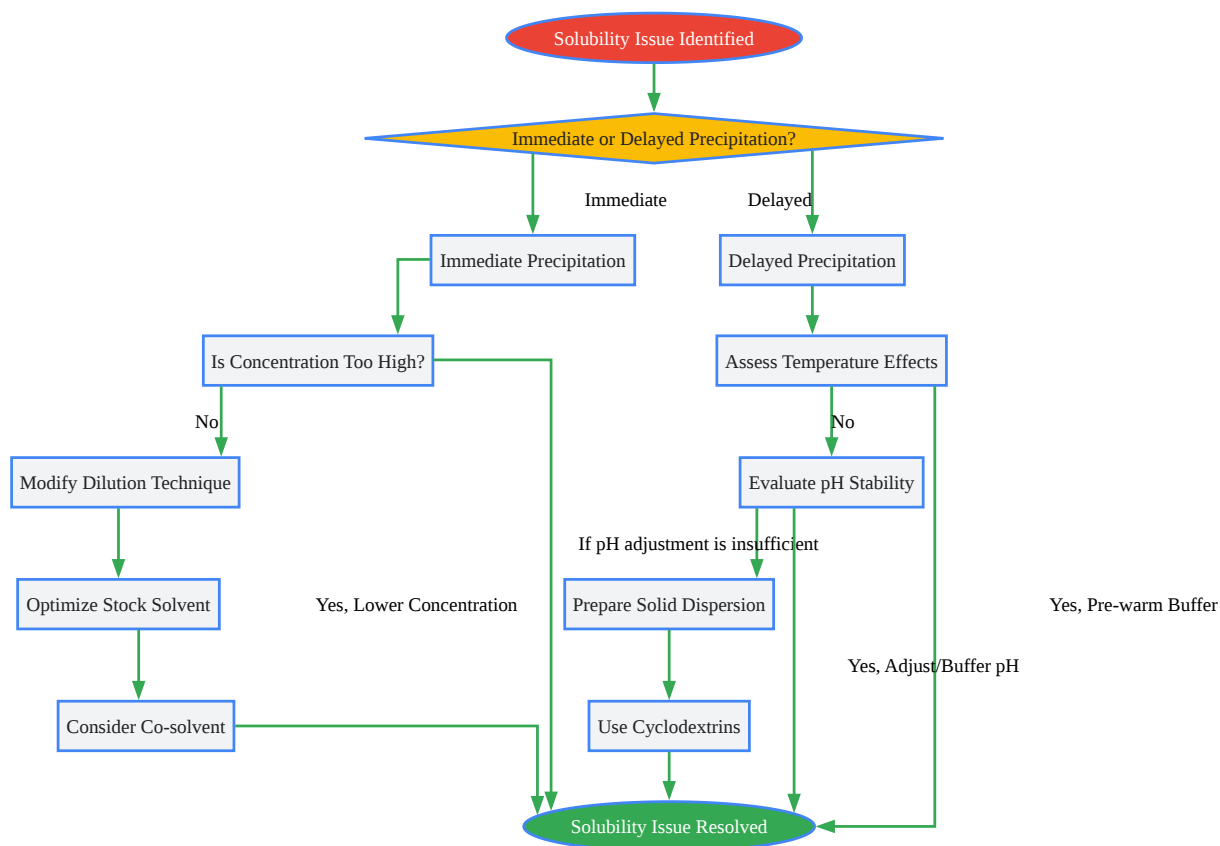 Solubility Issue Identified
Immediate or Delayed Precipitation?
Immediate
Delayed
Immediate Precipitation
Delayed Precipitation
Is Concentration Too High?
Assess Temperature Effects
No
No
Modify Dilution Technique
Evaluate pH Stability
If pH adjustment is insufficient
Optimize Stock Solvent
Yes, Lower Concentration
Prepare Solid Dispersion
Yes, Pre-warm Buffer
Yes, Adjust/Buffer pH
Consider Co-solvent
Use Cyclodextrins
Solubility Issue Resolved